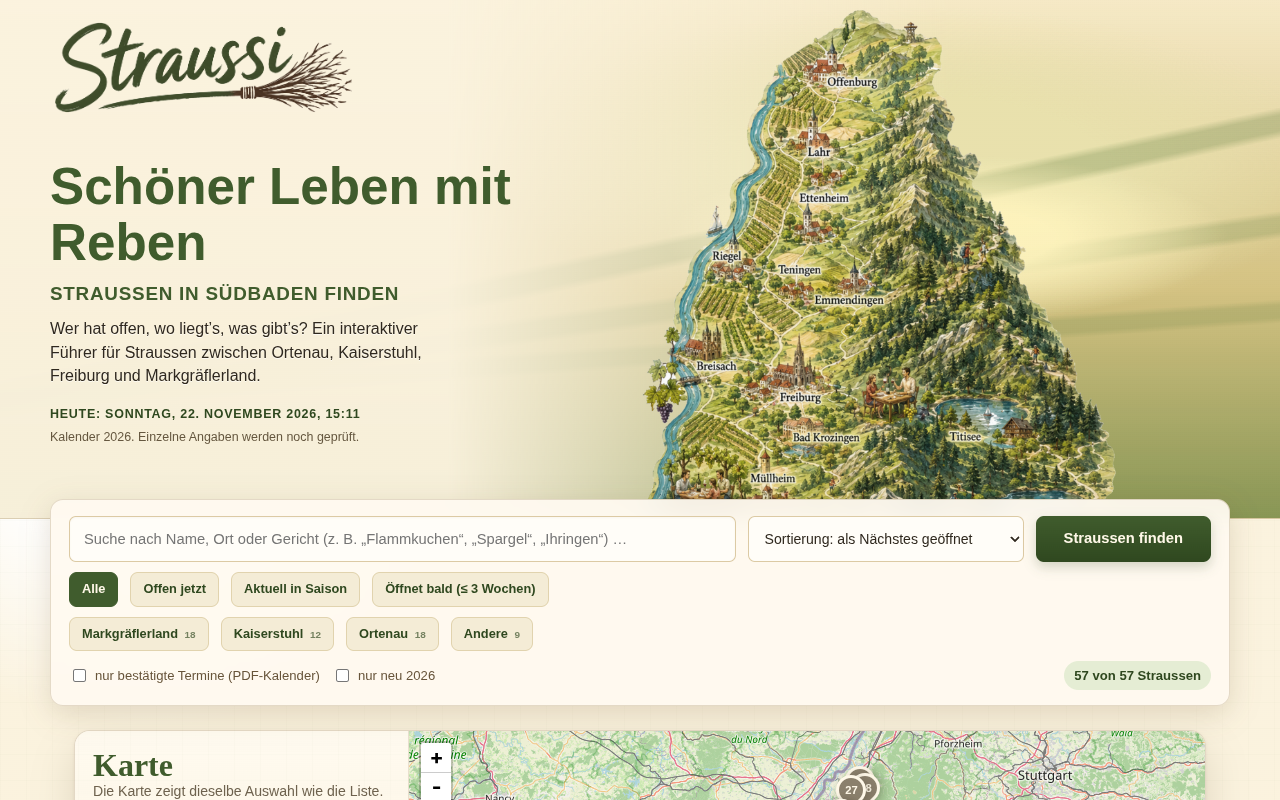 Straussi
Schöner Leben mit
Reben
STRAUSSEN IN SÜDBADEN FINDEN
Wer hat offen, wo liegt’s, was gibt’s? Ein interaktiver
Führer für Straussen zwischen Ortenau, Kaiserstuhl,
Freiburg und Markgräflerland.
HEUTE: SONNTAG, 22. NOVEMBER 2026, 15:11
Kalender 2026. Einzelne Angaben werden noch geprüft.
Offenburg
Lahr
Ettenheim
Riegel
Teningen
Emmendingen
Breisach
Freiburg
Bad Krozingen
Titisee
Müllheim
Suche nach Name, Ort oder Gericht (z. B. „Flammkuchen“, „Spargel“, „Ihringen“) …
Sortierung: als Nächstes geöffnet
Straussen finden
Alle
Offen jetzt
Aktuell in Saison
Öffnet bald (≤ 3 Wochen)
Markgräflerland 18
Kaiserstuhl 12
Ortenau 18
Andere 9
nur bestätigte Termine (PDF-Kalender)
nur neu 2026
57 von 57 Straussen
Karte
Die Karte zeigt dieselbe Auswahl wie die Liste.
+
-
régional
du Nord
Pforzheim
Stuttgart
Nancy
27
8